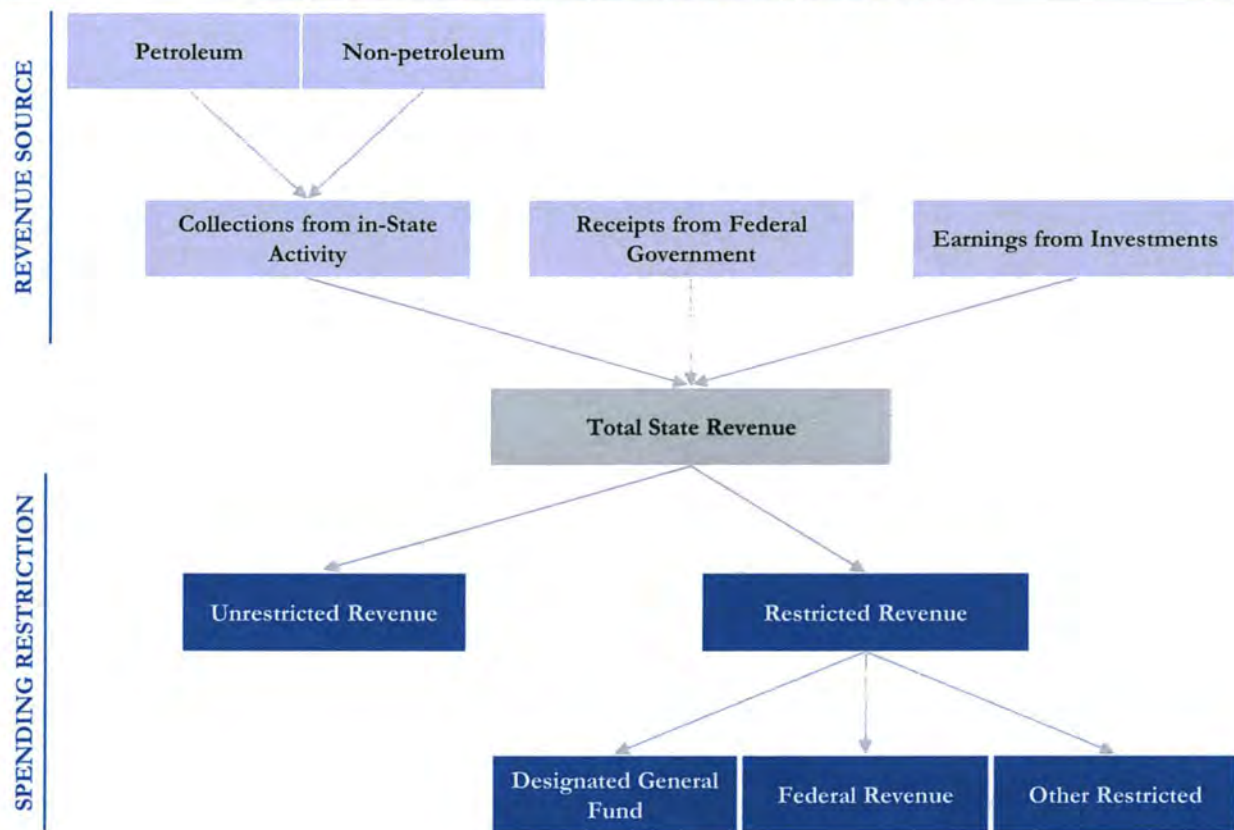 REVENUE SOURCE
Petroleum
Non-petroleum
Collections from in-State
Activity
Receipts from Federal
Government
Earnings from Investments
Total State Revenue
SPENDING RESTRICTION
Unrestricted Revenue
Restricted Revenue
Designated General
Fund
Federal Revenue
Other Restricted